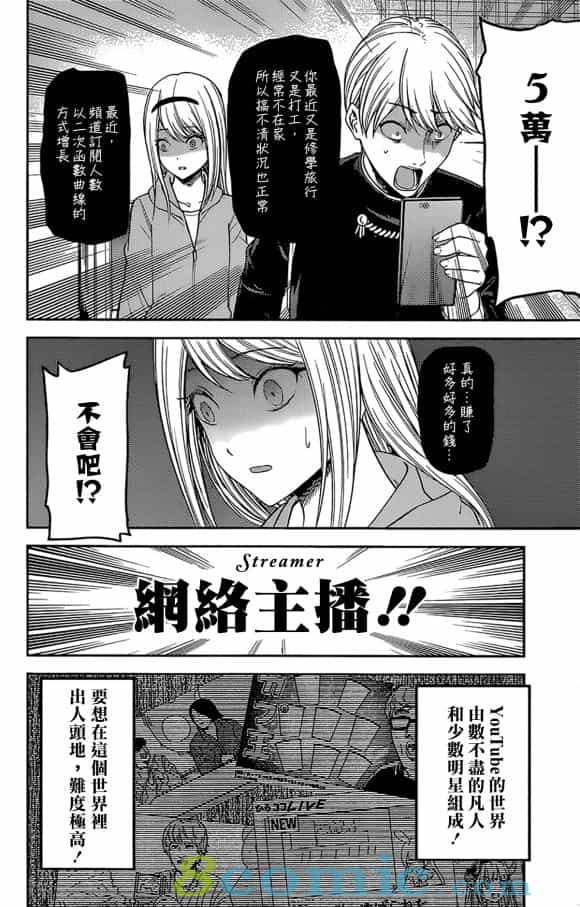 5萬——!?
你最近又是修學旅行
又是打工，
經常不在家
所以搞不清狀況也正常
最近，
頻道訂閱人數
以二次函數曲線的
方式增長
真的…賺了
好多好多的錢…
不會吧!?
Streamer
網絡主播!!
YouTube的世界
由數不盡的凡人
和少數明星組成！
要想在這個世界裡
出人頭地，難度極高！
LIVE
NEW
8comic.com